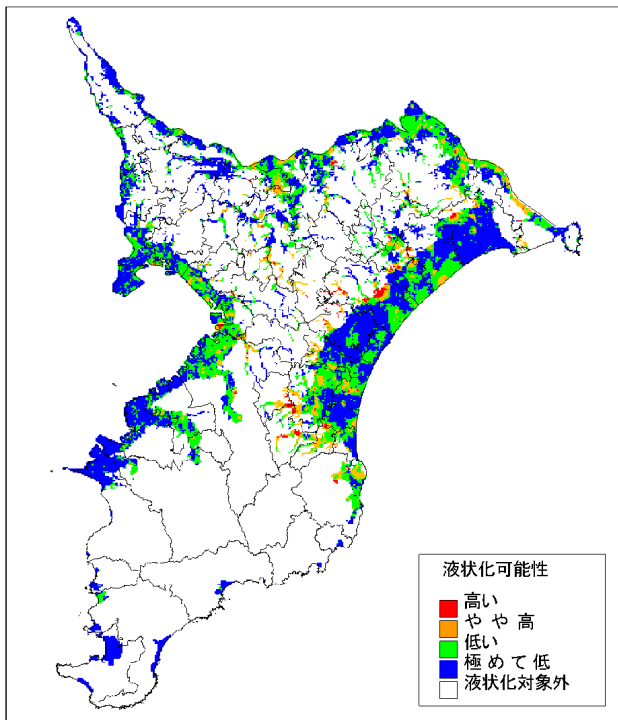 液状化可能性
高い
やや高
低い
極めて低
液状化対象外